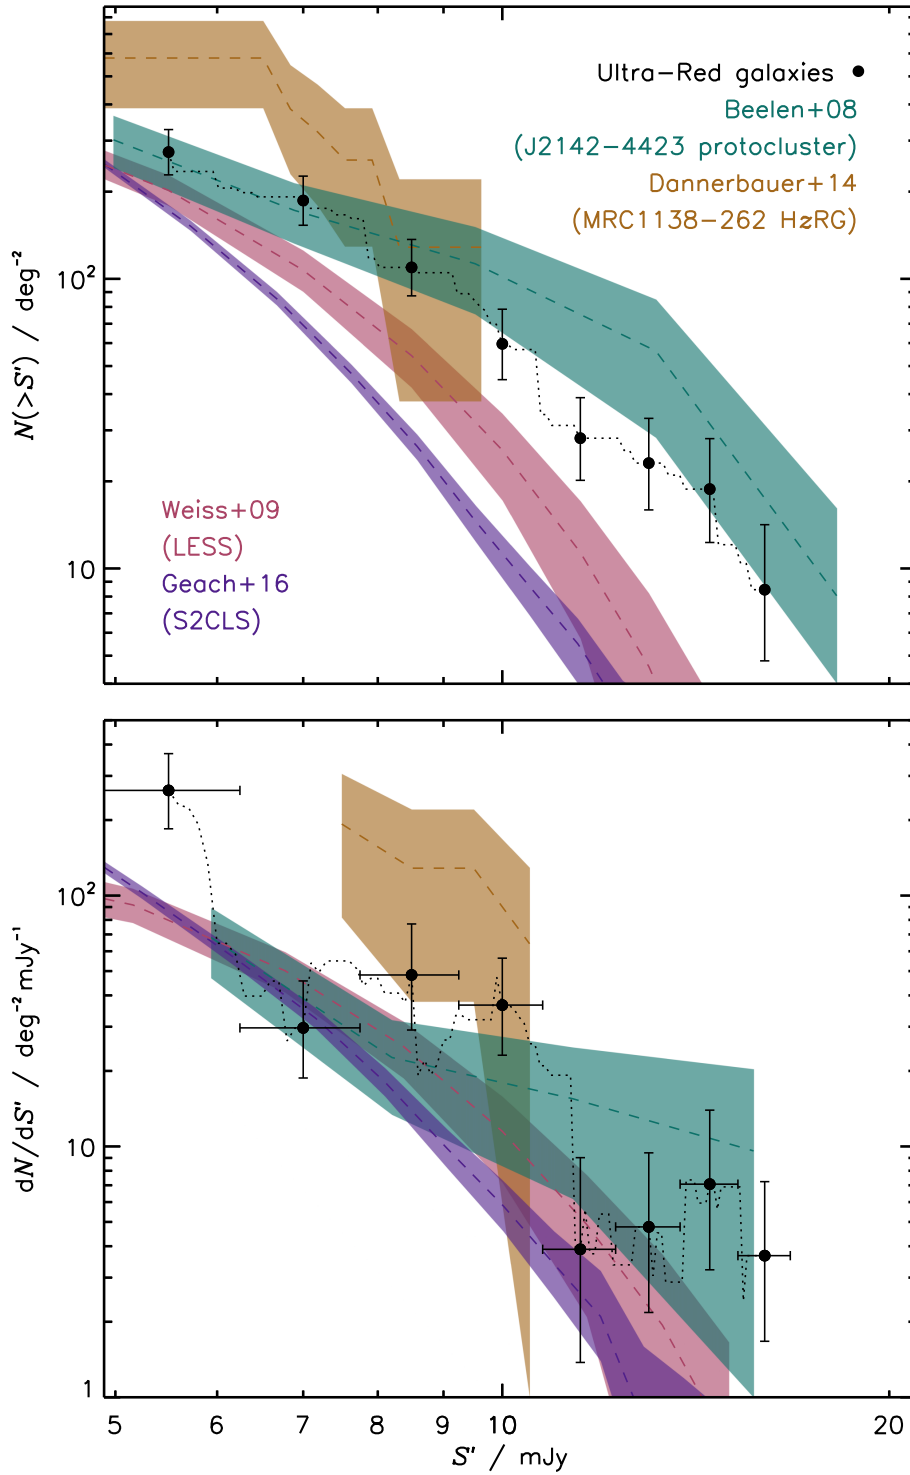 Ultra-Red galaxies
Beelen+08
(J2142-4423 protocluster)
Dannerbauer+14
(MRC1138-262 HzRG)
10²
10
N(>S') / deg⁻²
Weiss+09
(LESS)
Geach+16
(S2CLS)
10²
10
1
dN/dS' / deg⁻² mJy⁻¹
5 6 7 8 9 10 20
S' / mJy